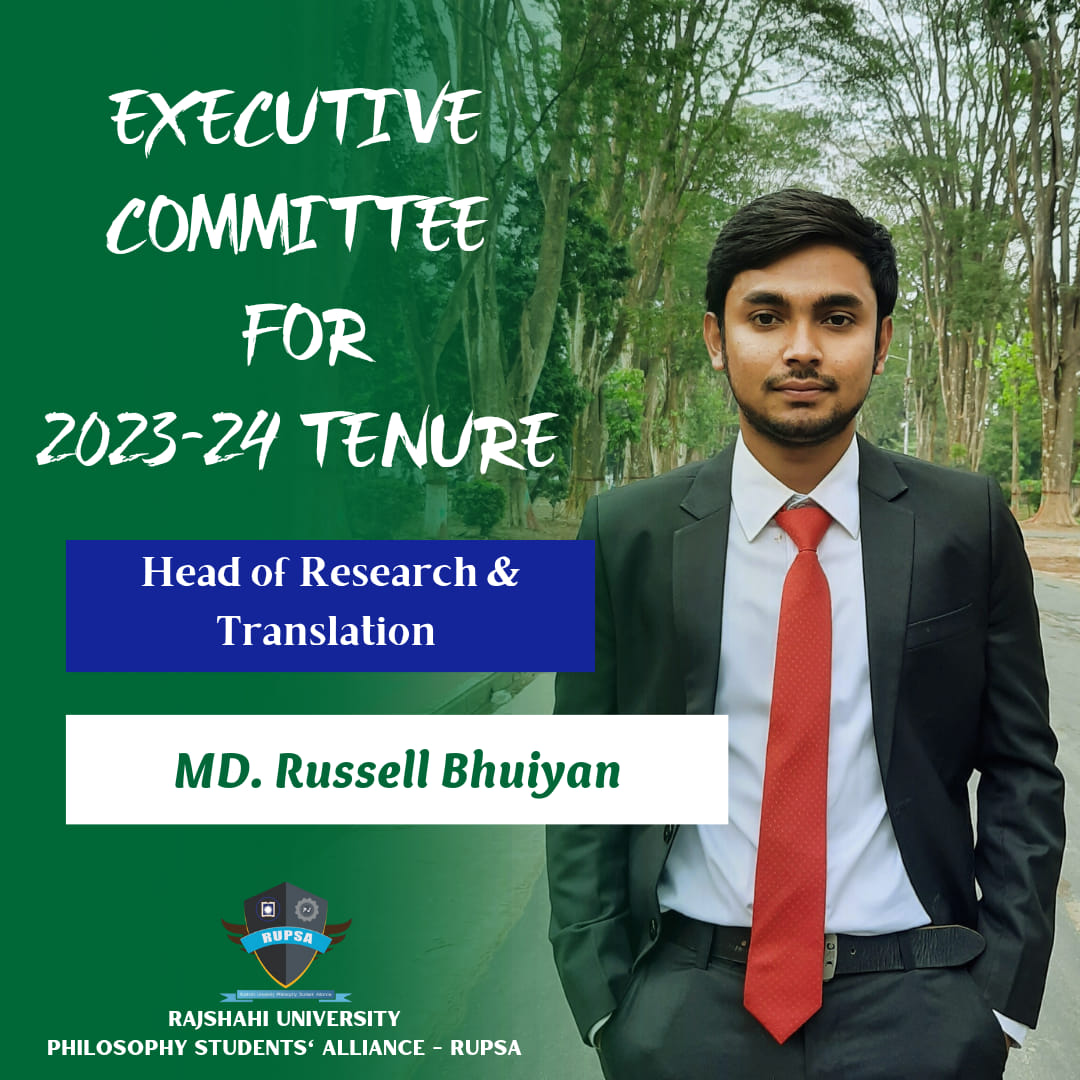 EXECUTIVE
COMMITTEE
FOR
2023-24 TENURE
Head of Research &
Translation
MD. Russell Bhuiyan
RUPSA
RAJSHAHI UNIVERSITY
PHILOSOPHY STUDENTS‘ ALLIANCE - RUPSA